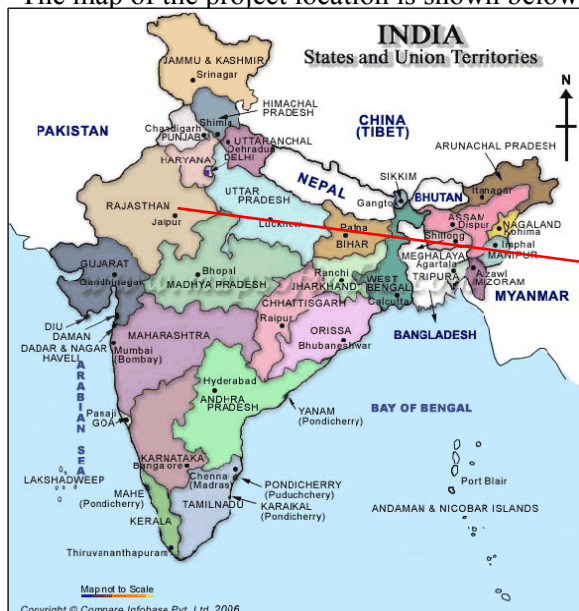 The map of the project location is shown below
INDIA
States and Union Territories
N
JAMMU & KASHMIR
Srinagar
HIMACHAL
PRADESH
Shimla
Chandigarh
PUNJAB
UTTARANCHAL
Dehradun
HARYANA
DELHI
PAKISTAN
CHINA
(TIBET)
ARUNACHAL PRADESH
SIKKIM
NEPAL
BHUTAN
Itanagar
Gangtok
UTTAR
PRADESH
RAJASTHAN
Jaipur
Lucknow
Patna
BIHAR
ASSAM
Dispur
NAGALAND
Kohima
Shillong
MEGHALAYA
Imphal
MANIPUR
Agartala
TRIPURA
Azawl
MIZORAM
GUJARAT
Gandhinagar
Bhopal
MADHYA PRADESH
Ranchi
JHARKHAND
WEST
BENGAL
Calcutta
MYANMAR
CHHATTISGARH
Raipur
ORISSA
Bhubaneshwar
BANGLADESH
DIU
DAMAN
DADAR & NAGAR
HAVELI
MAHARASHTRA
Mumbai
(Bombay)
Hyderabad
ANDHRA
PRADESH
YANAM
(Pondicherry)
BAY OF BENGAL
ARABIAN SEA
Panaji
GOA
KARNATAKA
Bangalore
Chennai
(Madras)
PONDICHERRY
(Puduchery)
KARAIKAL
(Pondicherry)
LAKSHADWEEP
MAHE
(Pondicherry)
TAMILNADU
KERALA
Thiruvananthapuram
Port Blair
ANDAMAN & NICOBAR ISLANDS
Map not to Scale
Copyright © Compare Infobase Pvt. Ltd. 2006